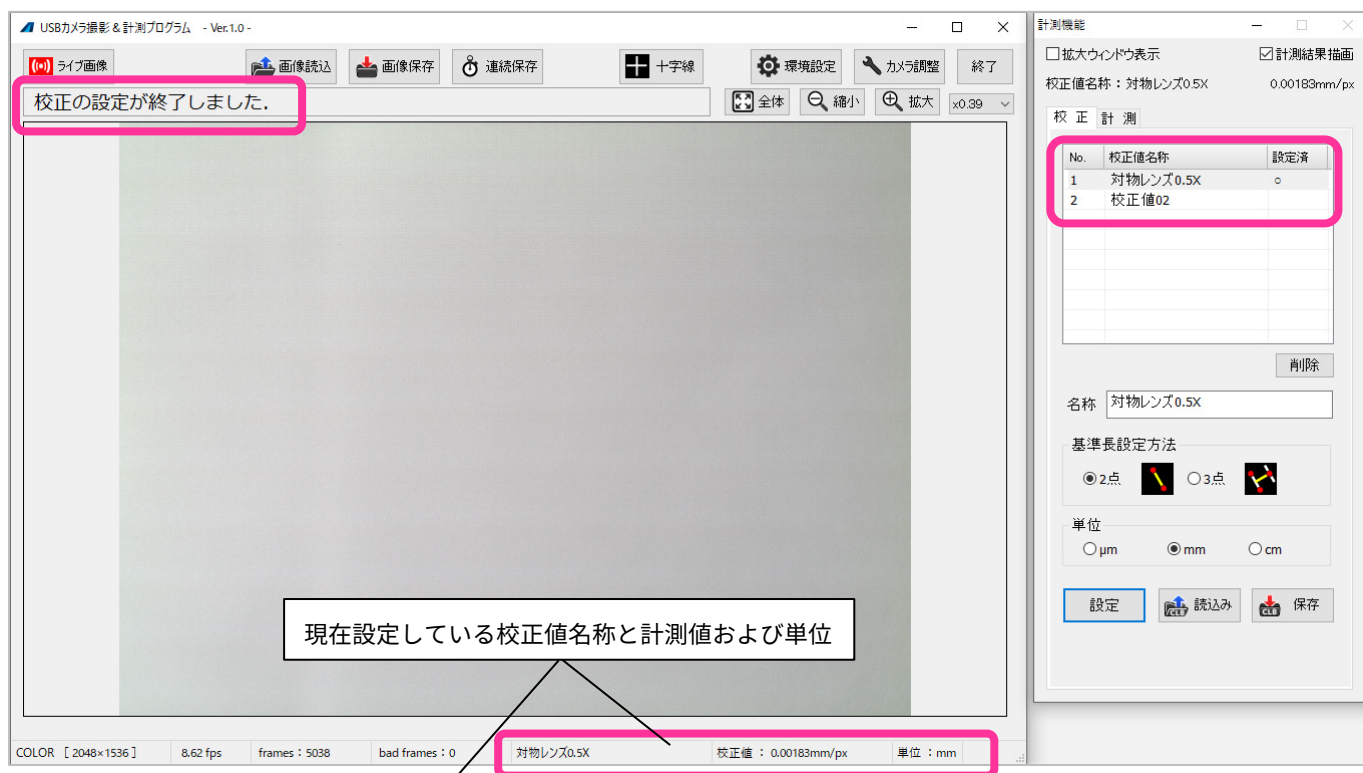 USBカメラ撮影＆計測プログラム - Ver.1.0 -
ライブ画像 画像読込 画像保存 連続保存 十字線 環境設定 カメラ調整 終了
校正の設定が終了しました．
全体 縮小 拡大 x0.39
現在設定している校正値名称と計測値および単位
COLOR [ 2048×1536 ] 8.62 fps frames：5038 bad frames：0 対物レンズ0.5X 校正値 ： 0.00183mm/px 単位 ：mm
計測機能
拡大ウィンドウ表示 計測結果描画
校正値名称：対物レンズ0.5X 0.00183mm/px
校 正 計 測
No. 校正値名称 設定済
1 対物レンズ0.5X ○
2 校正値02
削除
名称 対物レンズ0.5X
基準長設定方法
2点 3点
単位
μm mm cm
設定 CLB 読込み CLB 保存